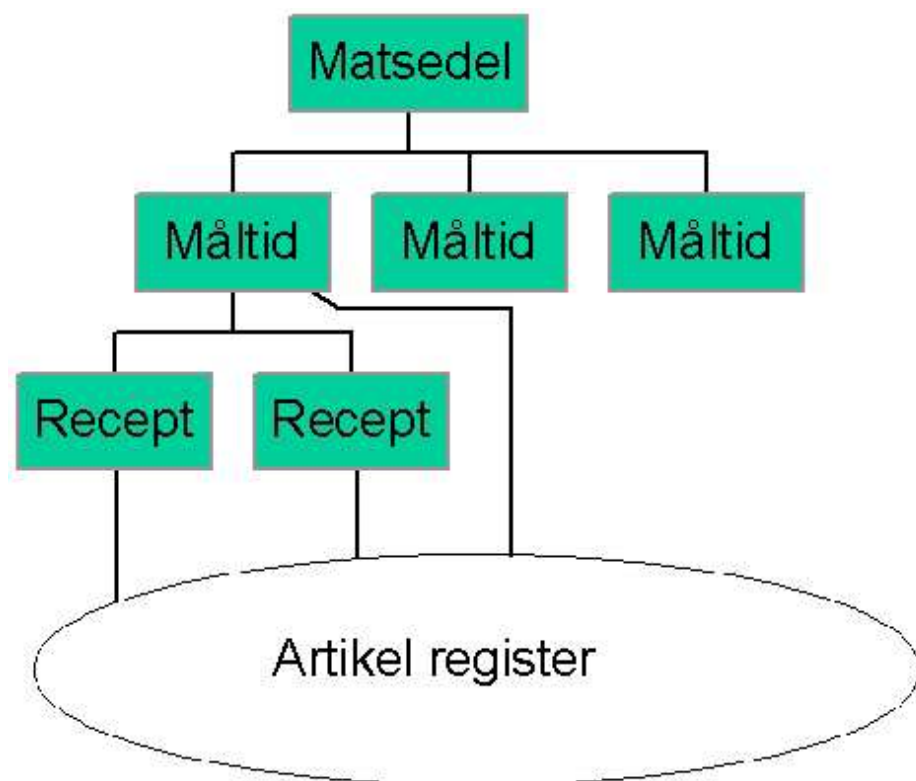 Matsedel
Måltid
Måltid
Måltid
Recept
Recept
Artikel register